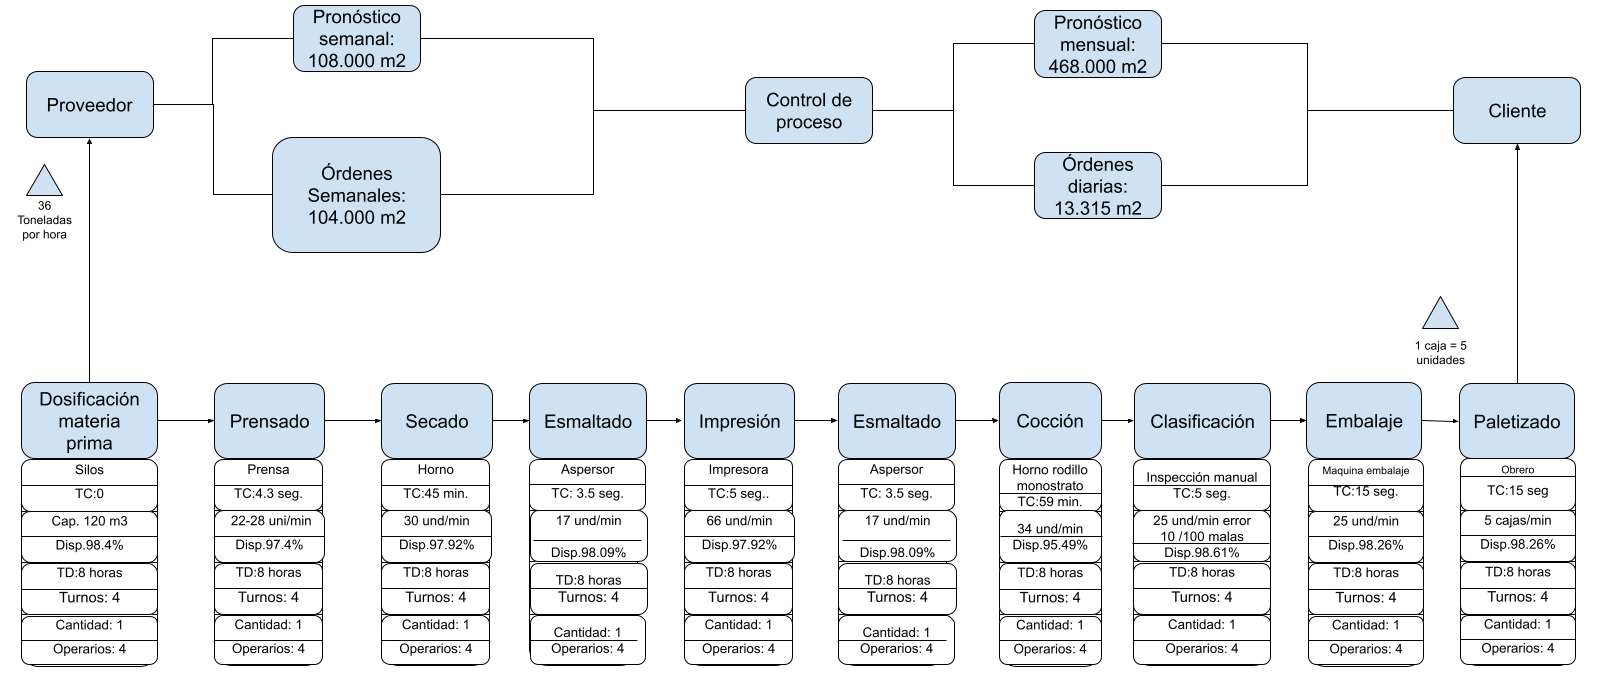 Pronóstico
semanal:
108.000 m2
Pronóstico
mensual:
468.000 m2
Proveedor
Control de
proceso
Cliente
Órdenes
Semanales:
104.000 m2
Órdenes
diarias:
13.315 m2
36
Toneladas
por hora
1 caja = 5
unidades
Dosificación
materia
prima
Silos
TC:0
Cap. 120 m3
Disp.98.4%
TD:8 horas
Turnos: 4
Cantidad: 1
Operarios: 4
Prensado
Prensa
TC:4.3 seg.
22-28 uni/min
Disp.97.4%
TD:8 horas
Turnos: 4
Cantidad: 1
Operarios: 4
Secado
Horno
TC:45 min.
30 und/min
Disp.97.92%
TD:8 horas
Turnos: 4
Cantidad: 1
Operarios: 4
Esmaltado
Aspersor
TC: 3.5 seg.
17 und/min
Disp.98.09%
TD:8 horas
Turnos: 4
Cantidad: 1
Operarios: 4
Impresión
Impresora
TC:5 seg..
66 und/min
Disp.97.92%
TD:8 horas
Turnos: 4
Cantidad: 1
Operarios: 4
Esmaltado
Aspersor
TC: 3.5 seg.
17 und/min
Disp.98.09%
TD:8 horas
Turnos: 4
Cantidad: 1
Operarios: 4
Cocción
Horno rodillo
monostrato
TC:59 min.
34 und/min
Disp.95.49%
TD:8 horas
Turnos: 4
Cantidad: 1
Operarios: 4
Clasificación
Inspección manual
TC:5 seg.
25 und/min error
10 /100 malas
Disp.98.61%
TD:8 horas
Turnos: 4
Cantidad: 1
Operarios: 4
Embalaje
Maquina embalaje
TC:15 seg.
25 und/min
Disp.98.26%
TD:8 horas
Turnos: 4
Cantidad: 1
Operarios: 4
Paletizado
Obrero
TC:15 seg
5 cajas/min
Disp.98.26%
TD:8 horas
Turnos: 4
Cantidad: 1
Operarios: 4